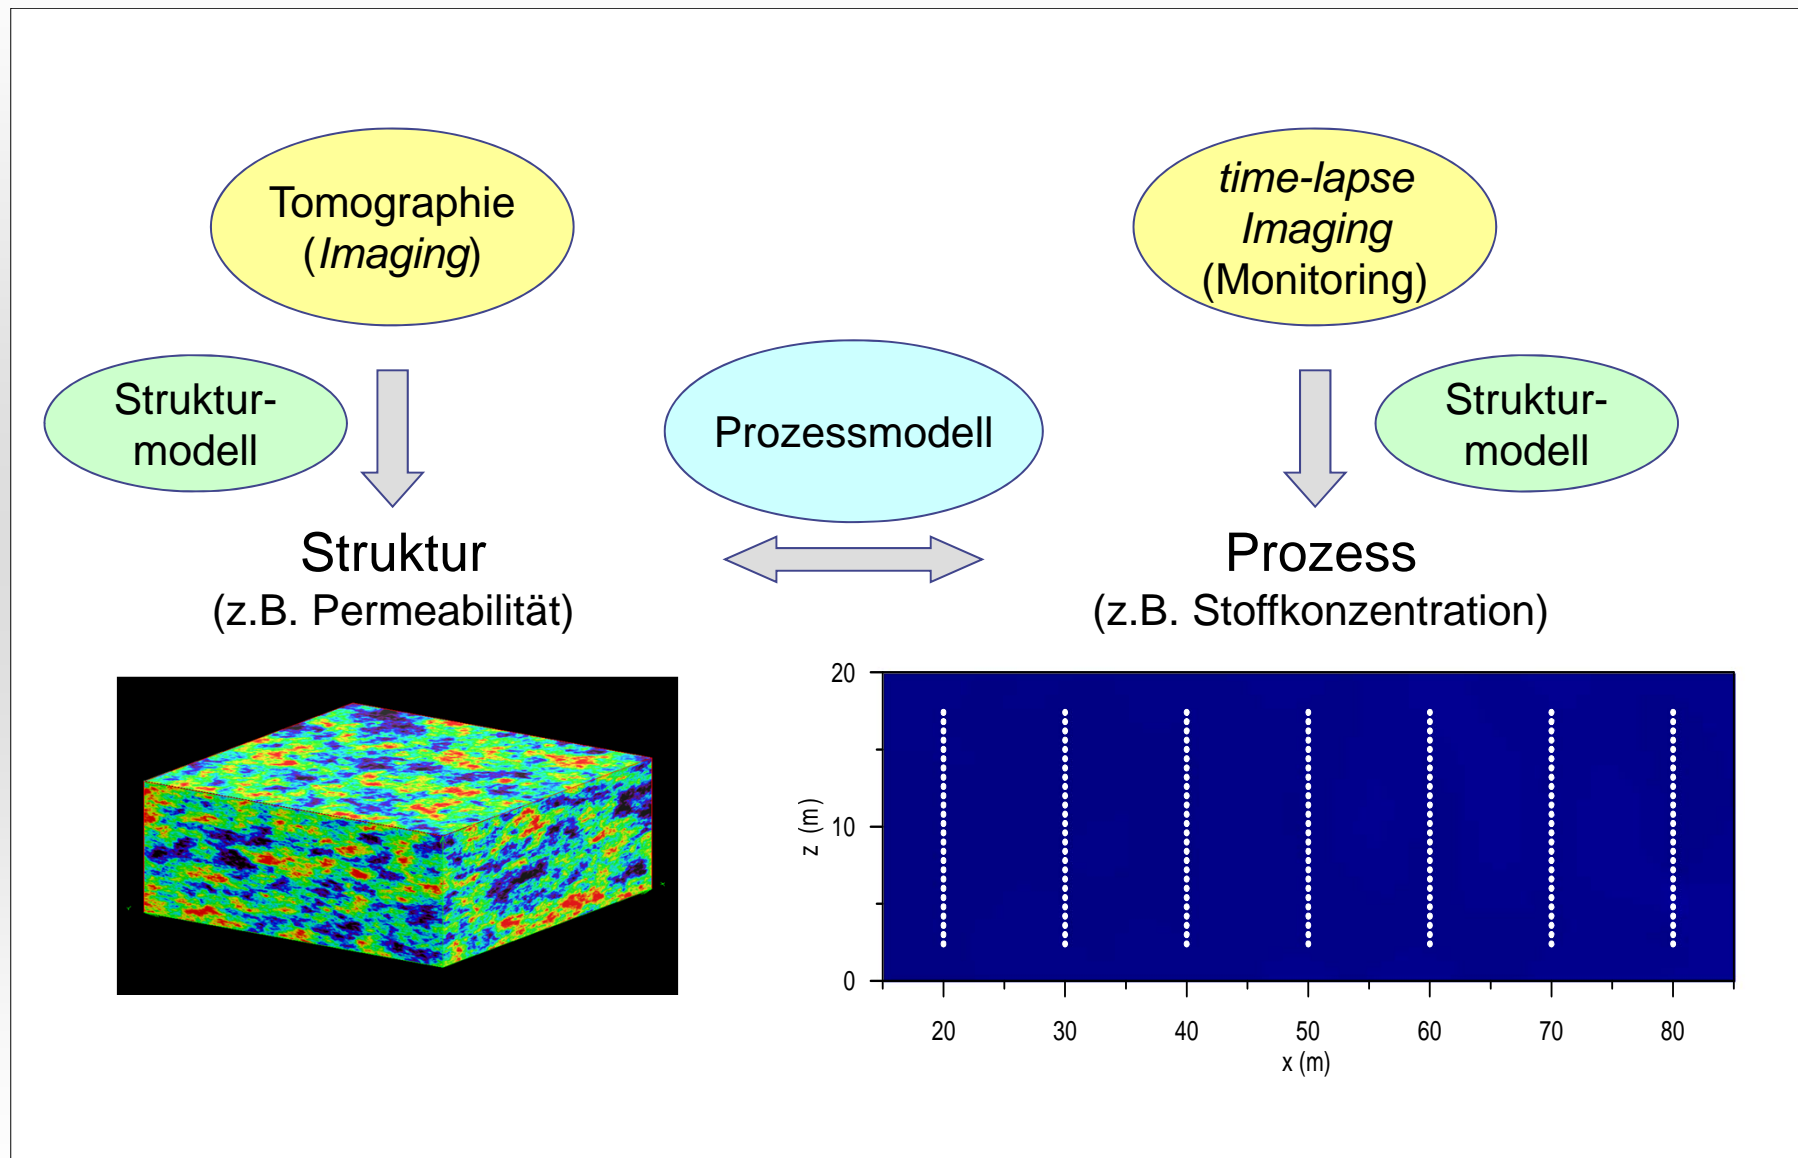 Tomographie
(Imaging)
time-lapse
Imaging
(Monitoring)
Struktur-
modell
Prozessmodell
Struktur-
modell
Struktur
(z.B. Permeabilität)
Prozess
(z.B. Stoffkonzentration)
20
10
0
z (m)
20 30 40 50 60 70 80
x (m)